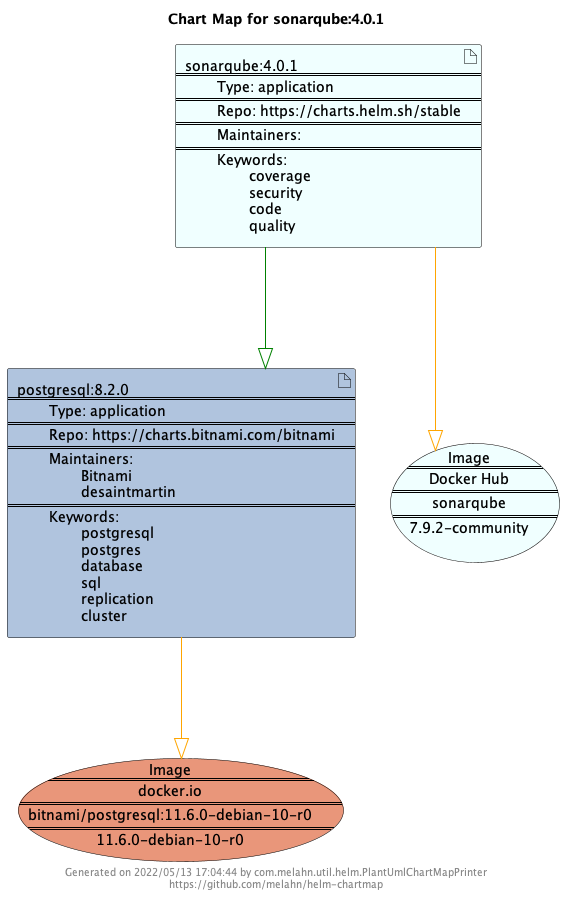 Chart Map for sonarqube:4.0.1
sonarqube:4.0.1
Type: application
Repo: https://charts.helm.sh/stable
Maintainers:
Keywords:
coverage
security
code
quality
postgresql:8.2.0
Type: application
Repo: https://charts.bitnami.com/bitnami
Maintainers:
Bitnami
desaintmartin
Keywords:
postgresql
postgres
database
sql
replication
cluster
Image
Docker Hub
sonarqube
7.9.2-community
Image
docker.io
bitnami/postgresql:11.6.0-debian-10-r0
11.6.0-debian-10-r0
Generated on 2022/05/13 17:04:44 by com.melahn.util.helm.PlantUmlChartMapPrinter
https://github.com/melahn/helm-chartmap